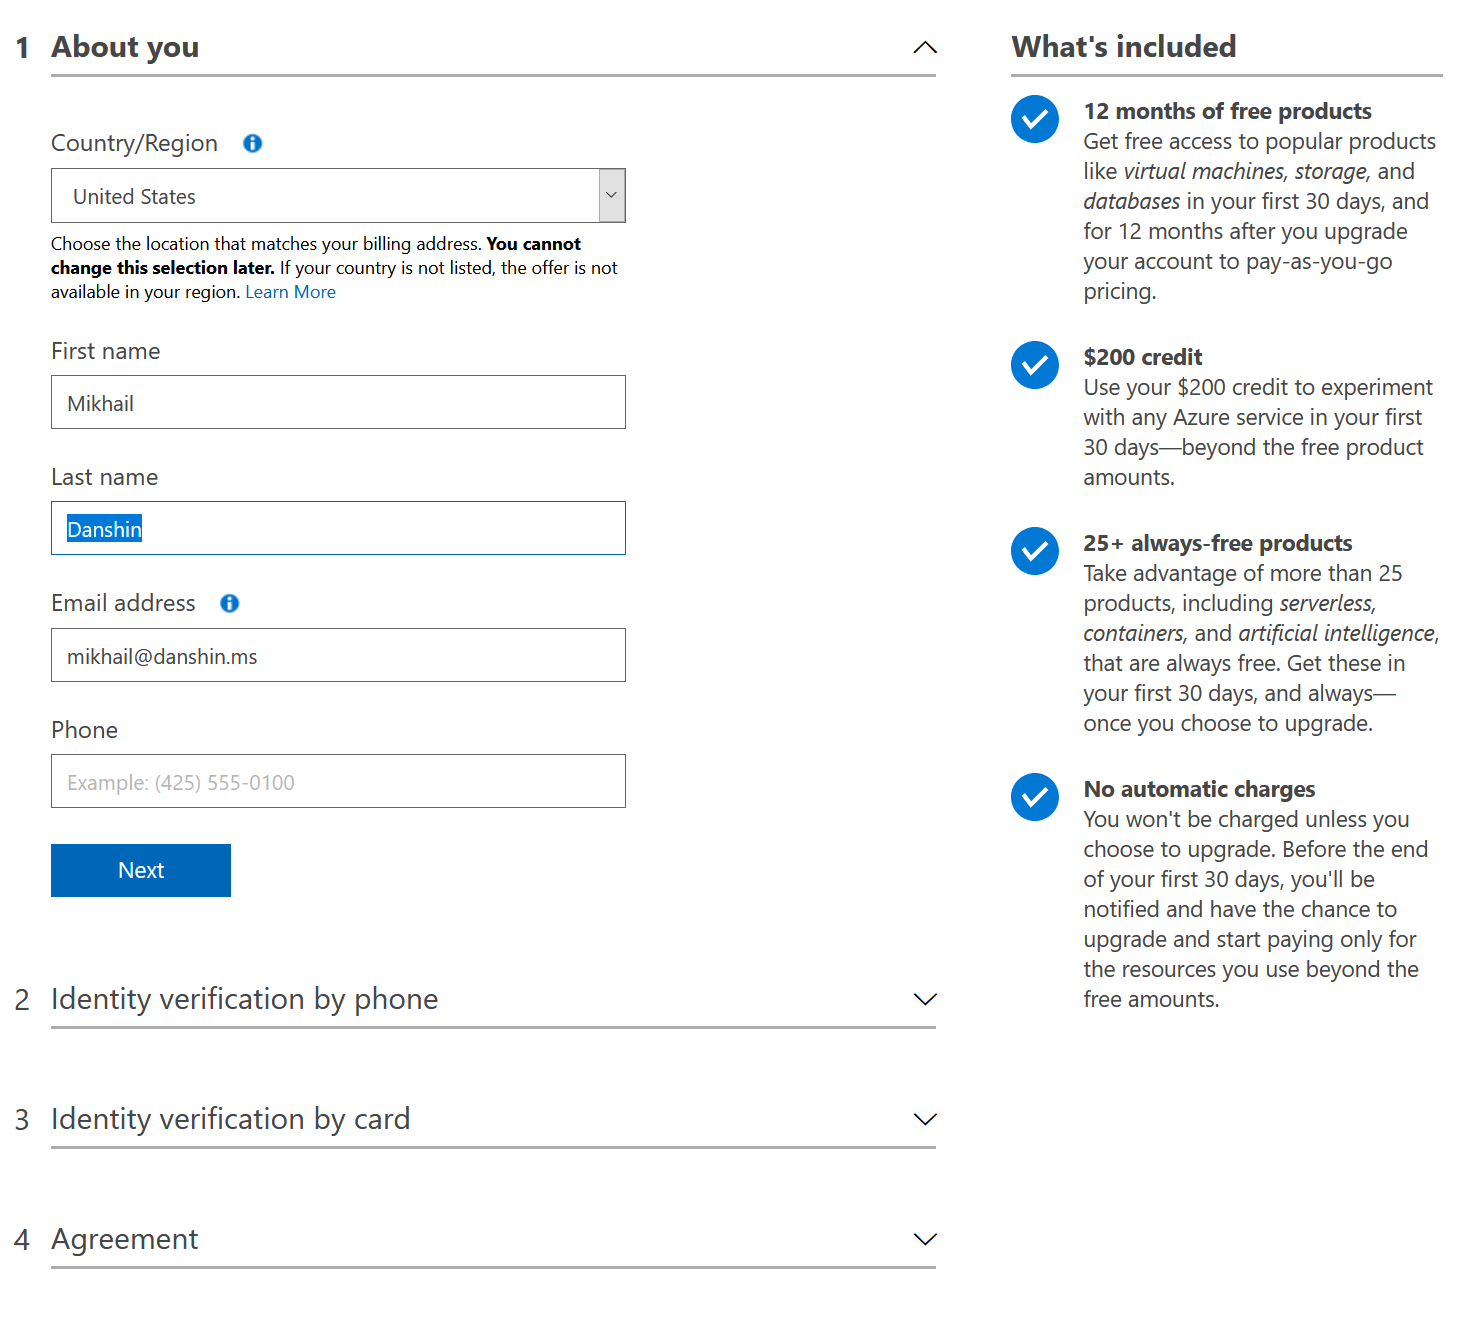 1 About you
Country/Region
United States
Choose the location that matches your billing address. You cannot
change this selection later. If your country is not listed, the offer is not
available in your region. Learn More
First name
Mikhail
Last name
Danshin
Email address
mikhail@danshin.ms
Phone
Example: (425) 555-0100
Next
2 Identity verification by phone
3 Identity verification by card
4 Agreement
What's included
12 months of free products
Get free access to popular products
like virtual machines, storage, and
databases in your first 30 days, and
for 12 months after you upgrade
your account to pay-as-you-go
pricing.
$200 credit
Use your $200 credit to experiment
with any Azure service in your first
30 days—beyond the free product
amounts.
25+ always-free products
Take advantage of more than 25
products, including serverless,
containers, and artificial intelligence,
that are always free. Get these in
your first 30 days, and always—
once you choose to upgrade.
No automatic charges
You won't be charged unless you
choose to upgrade. Before the end
of your first 30 days, you'll be
notified and have the chance to
upgrade and start paying only for
the resources you use beyond the
free amounts.